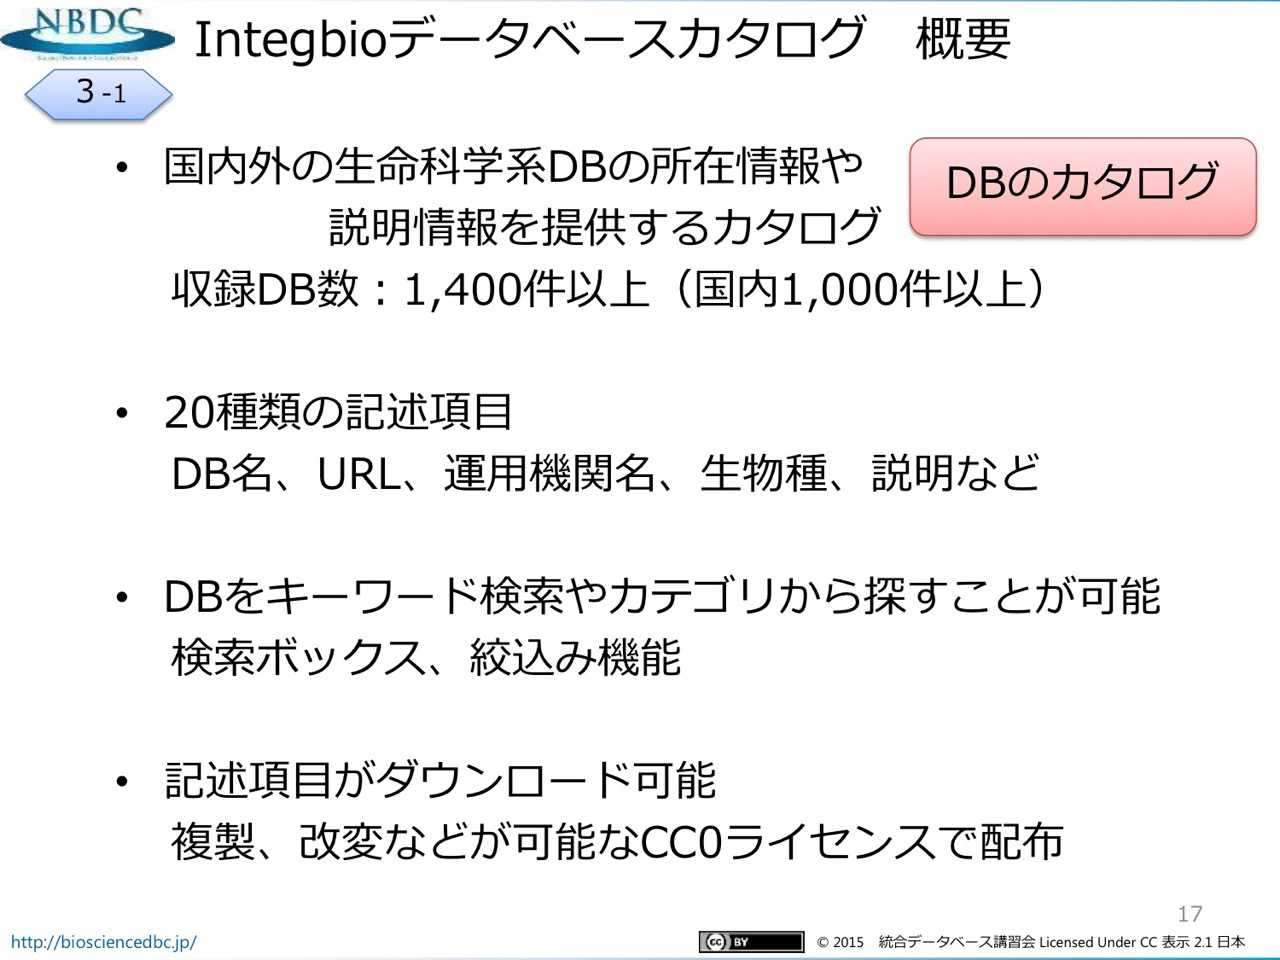 NBDC
Integbioデータベースカタログ　概要
3-1
• 国内外の生命科学系DBの所在情報や
説明情報を提供するカタログ
DBのカタログ
収録DB数：1,400件以上（国内1,000件以上）
• 20種類の記述項目
DB名、URL、運用機関名、生物種、説明など
• DBをキーワード検索やカテゴリから探すことが可能
検索ボックス、絞込み機能
• 記述項目がダウンロード可能
複製、改変などが可能なCC0ライセンスで配布
17
http://biosciencedbc.jp/
cc BY
© 2015　統合データベース講習会 Licensed Under CC 表示 2.1 日本